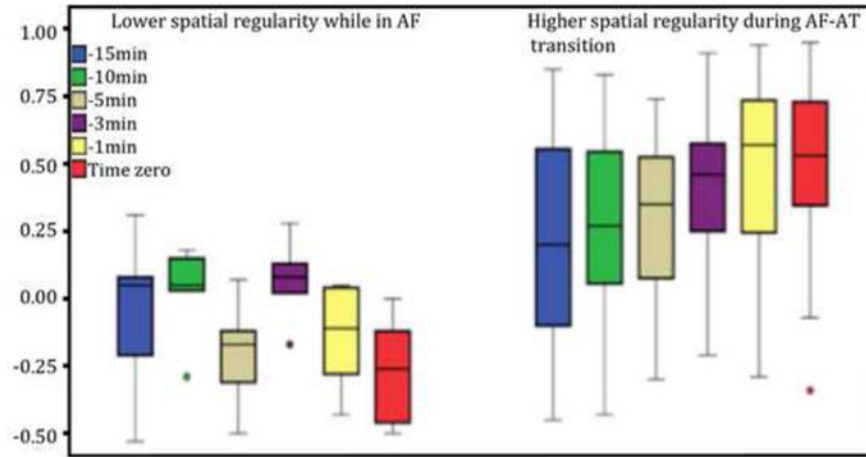 Lower spatial regularity while in AF
Higher spatial regularity during AF-AT
transition
1.00
0.75
0.50
0.25
0.00
-0.25
-0.50
-15min
-10min
-5min
-3min
-1min
Time zero